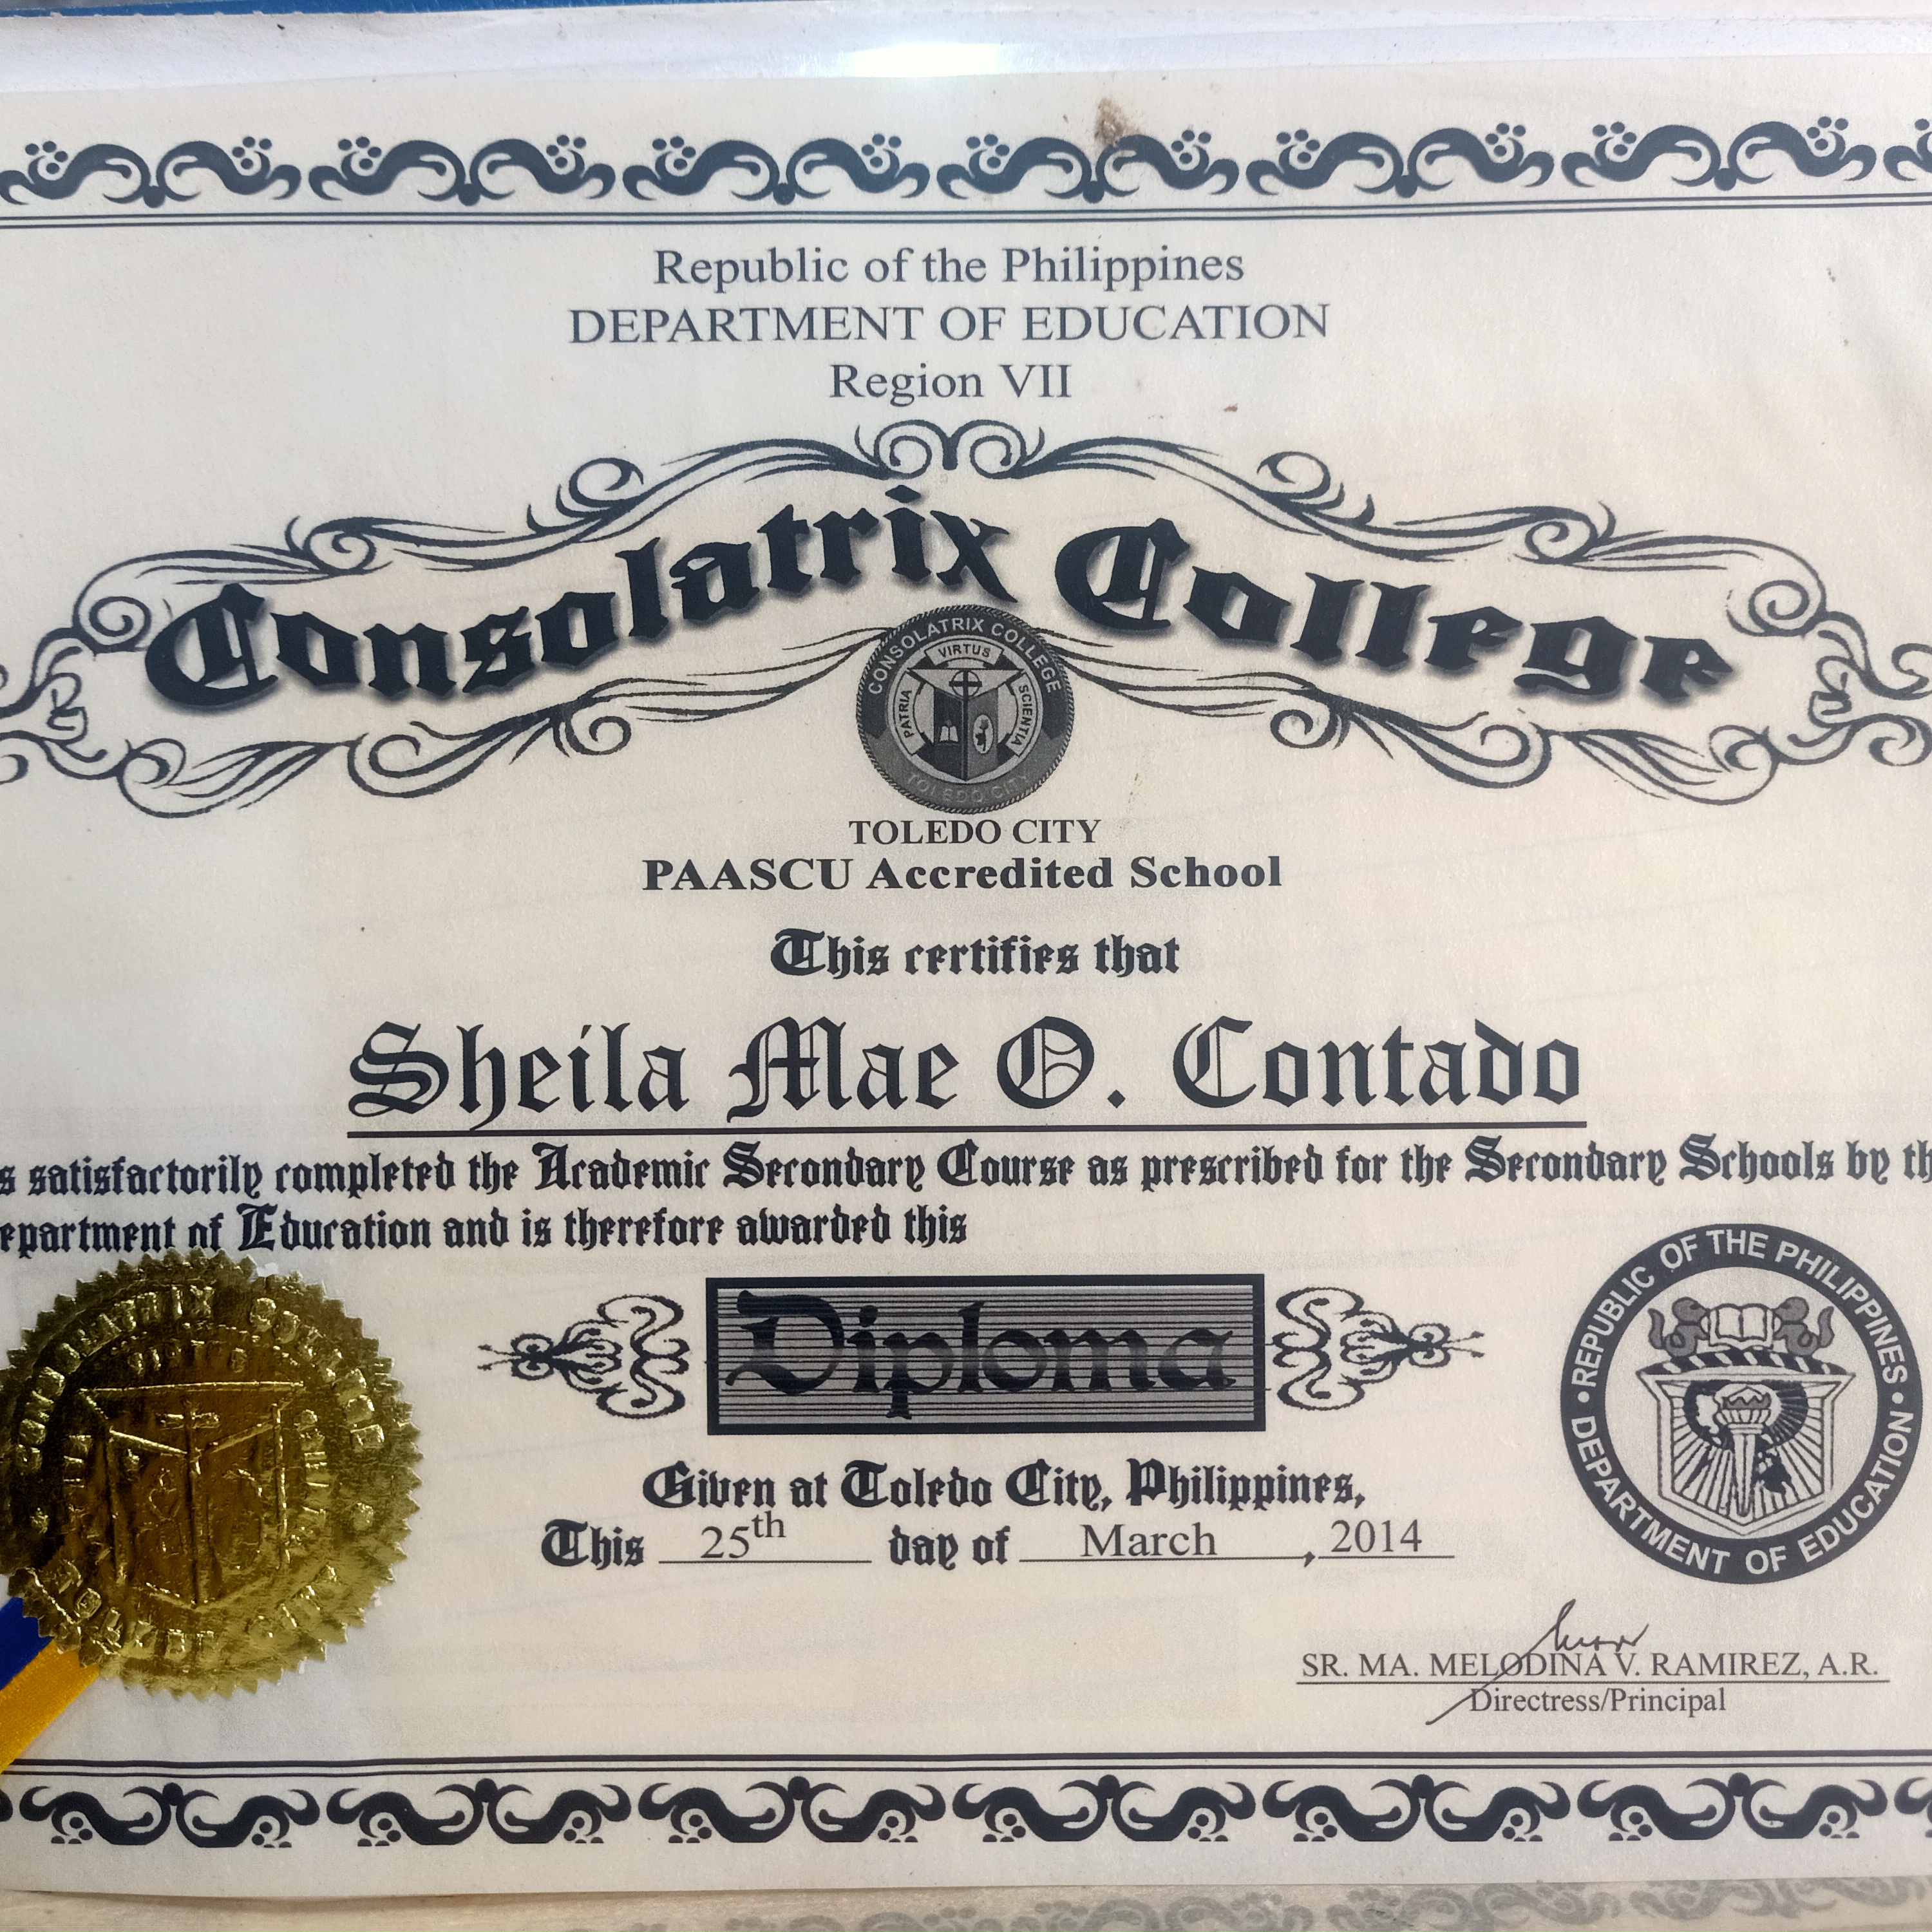 Republic of the Philippines
DEPARTMENT OF EDUCATION
Region VII
Consolatrix College
CONSOLATRIX COLLEGE
VIRTUS
PATRIA
SCIENTIA
TOLEDO CITY
TOLEDO CITY
PAASCU Accredited School
This certifies that
Sheila Mae O. Contado
s satisfactorily completed the Academic Secondary Course as prescribed for the Secondary Schools by th
epartment of Education and is therefore awarded this
Diploma
REPUBLIC OF THE PHILIPPINES
DEPARTMENT OF EDUCATION
Given at Toledo City, Philippines,
This 25th day of March, 2014
SR. MA. MELODINA V. RAMIREZ, A.R.
Directress/Principal